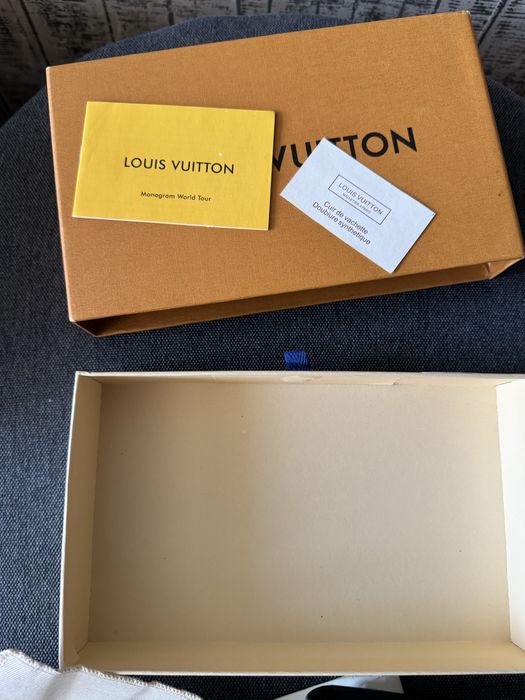 VUITTON
LOUIS VUITTON
Monogram World Tour
LOUIS VUITTON
Cuir de vachette
Doublure synthétique